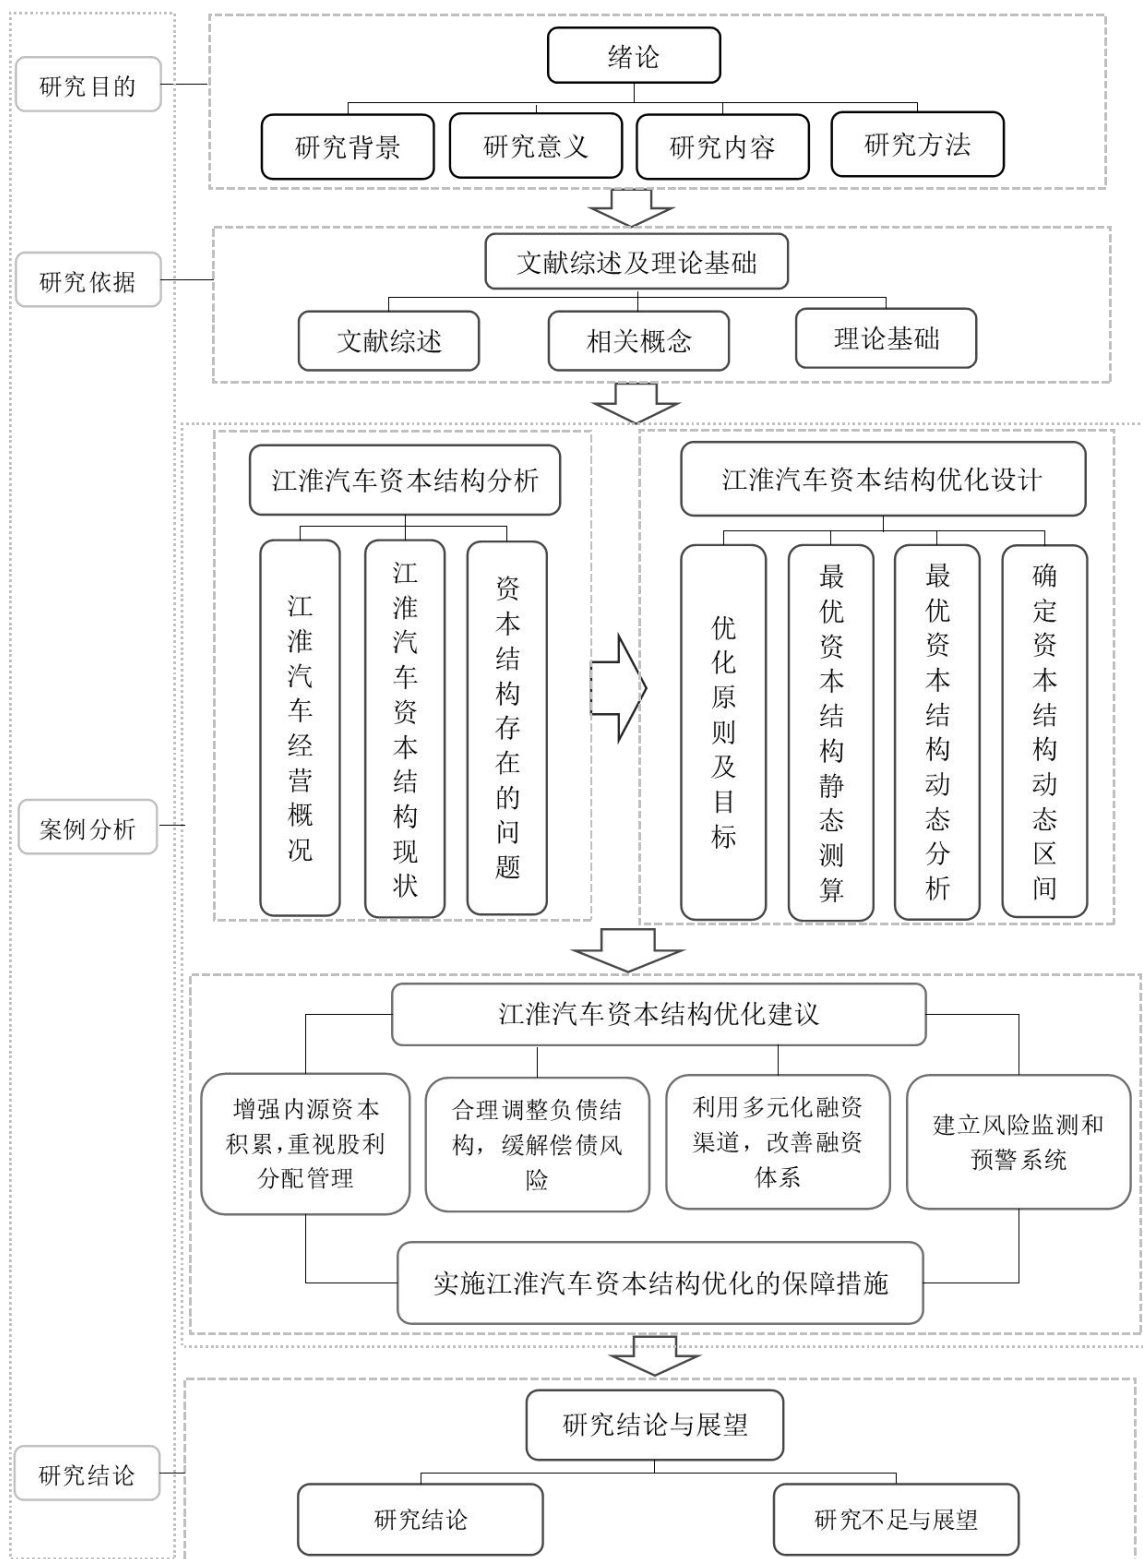 研究目的
绪论
研究背景
研究意义
研究内容
研究方法
研究依据
文献综述及理论基础
文献综述
相关概念
理论基础
案例分析
江淮汽车资本结构分析
江淮汽车经营概况
江淮汽车资本结构现状
资本结构存在的问题
江淮汽车资本结构优化设计
优化原则及目标
最优资本结构静态测算
最优资本结构动态分析
确定资本结构动态区间
江淮汽车资本结构优化建议
增强内源资本
积累,重视股利
分配管理
合理调整负债结
构，缓解偿债风
险
利用多元化融资
渠道，改善融资
体系
建立风险监测和
预警系统
实施江淮汽车资本结构优化的保障措施
研究结论
研究结论与展望
研究结论
研究不足与展望